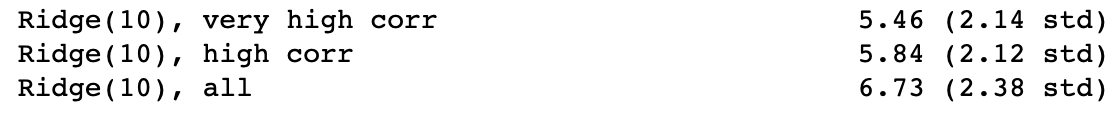 Ridge(10), very high corr 5.46 (2.14 std)
Ridge(10), high corr 5.84 (2.12 std)
Ridge(10), all 6.73 (2.38 std)